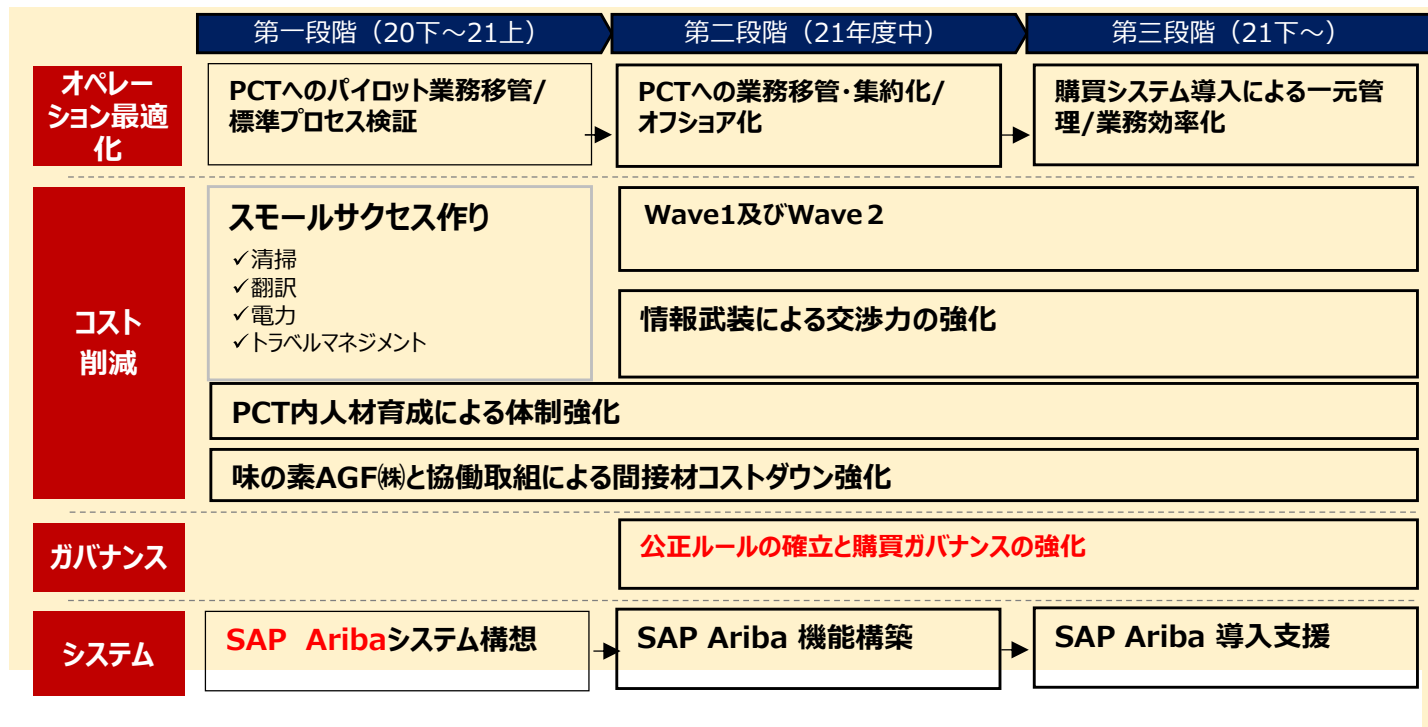 第一段階（20下～21上）
第二段階（21年度中）
第三段階（21下～）
オペレー
ション最適
化
PCTへのパイロット業務移管/
標準プロセス検証
PCTへの業務移管・集約化/
オフショア化
購買システム導入による一元管
理/業務効率化
コスト
削減
スモールサクセス作り
✓清掃
✓翻訳
✓電力
✓トラベルマネジメント
Wave1及びWave２
情報武装による交渉力の強化
PCT内人材育成による体制強化
味の素AGF㈱と協働取組による間接材コストダウン強化
ガバナンス
公正ルールの確立と購買ガバナンスの強化
システム
SAP Aribaシステム構想
SAP Ariba 機能構築
SAP Ariba 導入支援